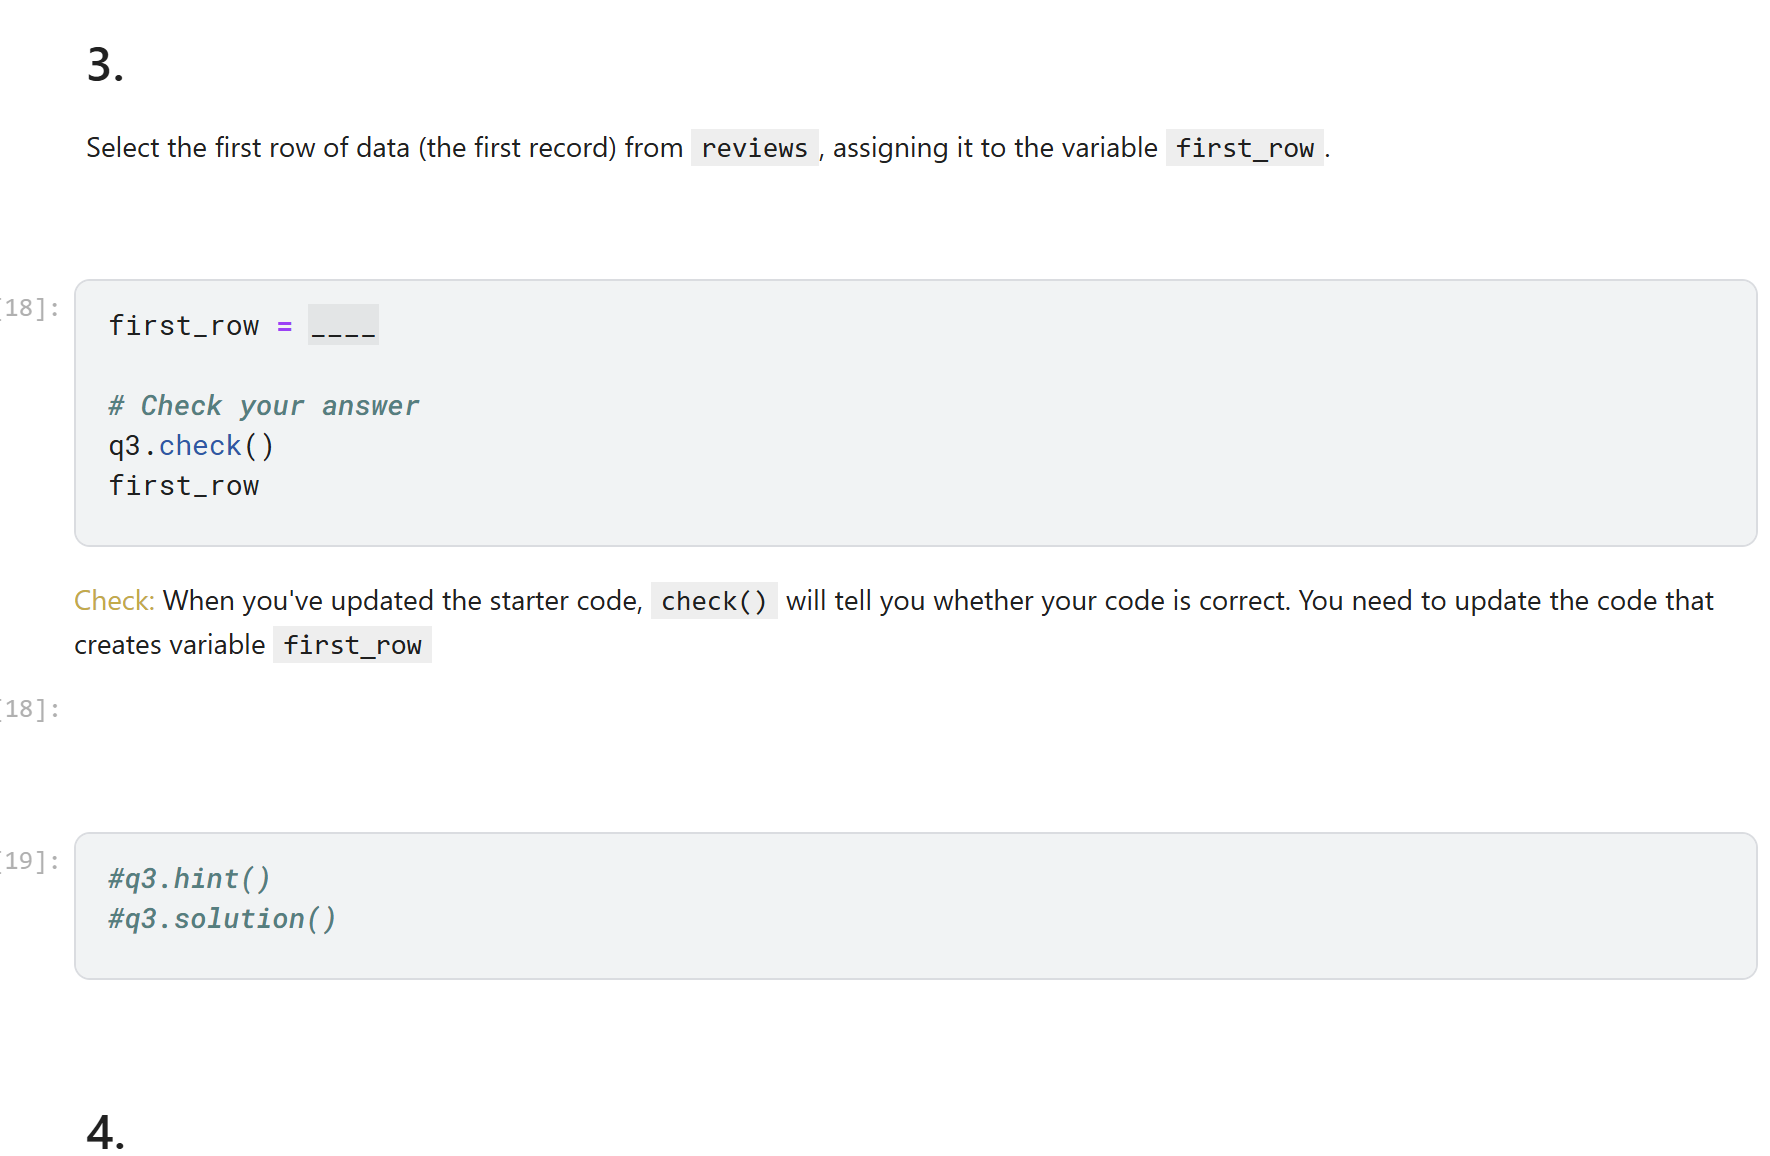 3.
Select the first row of data (the first record) from reviews , assigning it to the variable first_row .
[18]:
first_row = ____
# Check your answer
q3.check()
first_row
Check: When you've updated the starter code, check() will tell you whether your code is correct. You need to update the code that
creates variable first_row
[18]:
[19]:
#q3.hint()
#q3.solution()
4.